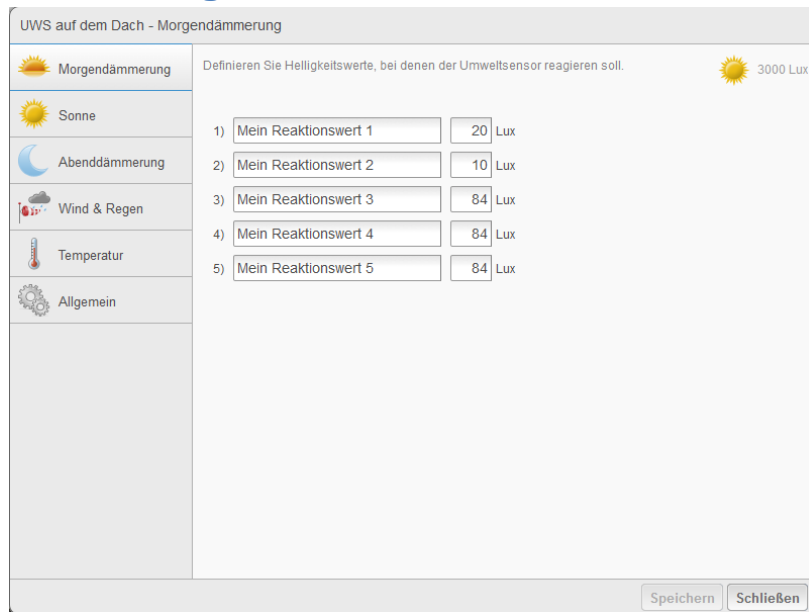 UWS auf dem Dach - Morgendämmerung
Morgendämmerung
Sonne
Abenddämmerung
Wind & Regen
Temperatur
Allgemein
Definieren Sie Helligkeitswerte, bei denen der Umweltsensor reagieren soll.
3000 Lux
1) Mein Reaktionswert 1 20 Lux
2) Mein Reaktionswert 2 10 Lux
3) Mein Reaktionswert 3 84 Lux
4) Mein Reaktionswert 4 84 Lux
5) Mein Reaktionswert 5 84 Lux
Speichern Schließen